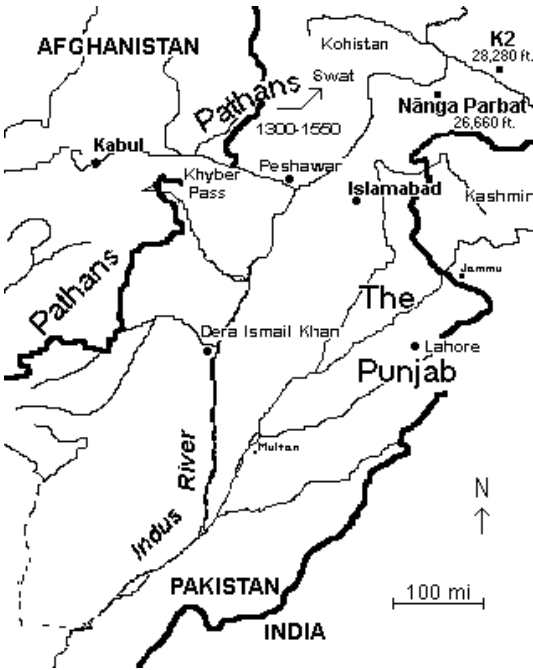 AFGHANISTAN
Kohistan
K2
28,280 ft.
Swat
Pathans
Nānga Parbat
26,660 ft.
1300-1550
Kabul
Peshawar
Khyber
Pass
Islamabad
Kashmir
Pathans
Jammu
The
Dera Ismail Khan
Lahore
Punjab
Multan
River
Indus
N
PAKISTAN
100 mi
INDIA